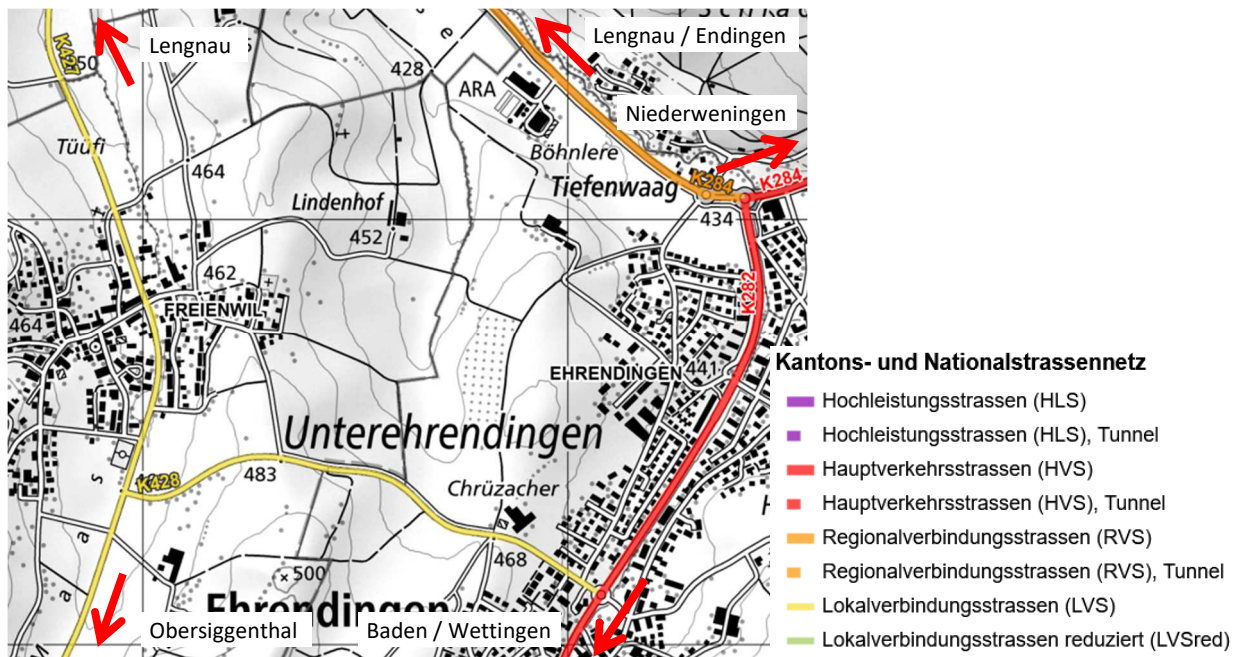 Lengnau
Lengnau / Endingen
K427
428
ARA
Niederweningen
Tüüfi
464
Böhnlere
Tiefenwaag
K284
K284
434
Lindenhof
452
462
K282
FREIENWIL
464
EHRENDINGEN
441
Unterehrendingen
K428
483
Chrüzacher
468
500
Ehrendingen
Obersiggenthal
Baden / Wettingen
Kantons- und Nationalstrassennetz
Hochleistungsstrassen (HLS)
Hochleistungsstrassen (HLS), Tunnel
Hauptverkehrsstrassen (HVS)
Hauptverkehrsstrassen (HVS), Tunnel
Regionalverbindungsstrassen (RVS)
Regionalverbindungsstrassen (RVS), Tunnel
Lokalverbindungsstrassen (LVS)
Lokalverbindungsstrassen reduziert (LVSred)